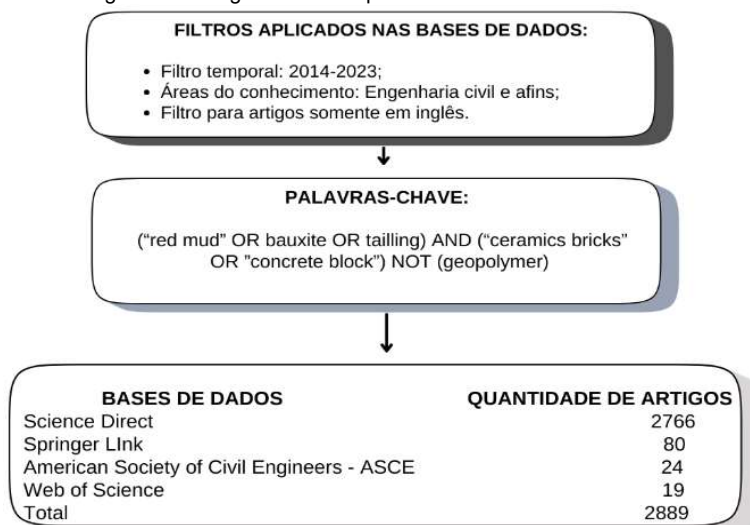 FILTROS APLICADOS NAS BASES DE DADOS:
• Filtro temporal: 2014-2023;
• Áreas do conhecimento: Engenharia civil e afins;
• Filtro para artigos somente em inglês.
PALAVRAS-CHAVE:
(“red mud” OR bauxite OR tailling) AND (“ceramics bricks”
OR ”concrete block”) NOT (geopolymer)
BASES DE DADOS QUANTIDADE DE ARTIGOS
Science Direct 2766
Springer LInk 80
American Society of Civil Engineers - ASCE 24
Web of Science 19
Total 2889